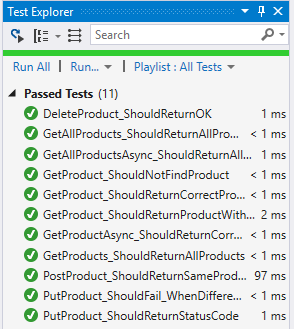 Test Explorer
Search
Run All | Run... | Playlist : All Tests
Passed Tests (11)
DeleteProduct_ShouldReturnOK 1 ms
GetAllProducts_ShouldReturnAllPro... < 1 ms
GetAllProductsAsync_ShouldReturnAll... < 1 ms
GetProduct_ShouldNotFindProduct < 1 ms
GetProduct_ShouldReturnCorrectPro... < 1 ms
GetProduct_ShouldReturnProductWith... 2 ms
GetProductAsync_ShouldReturnCorr... < 1 ms
GetProducts_ShouldReturnAllProducts < 1 ms
PostProduct_ShouldReturnSameProd... 97 ms
PutProduct_ShouldFail_WhenDiffere... < 1 ms
PutProduct_ShouldReturnStatusCode 1 ms